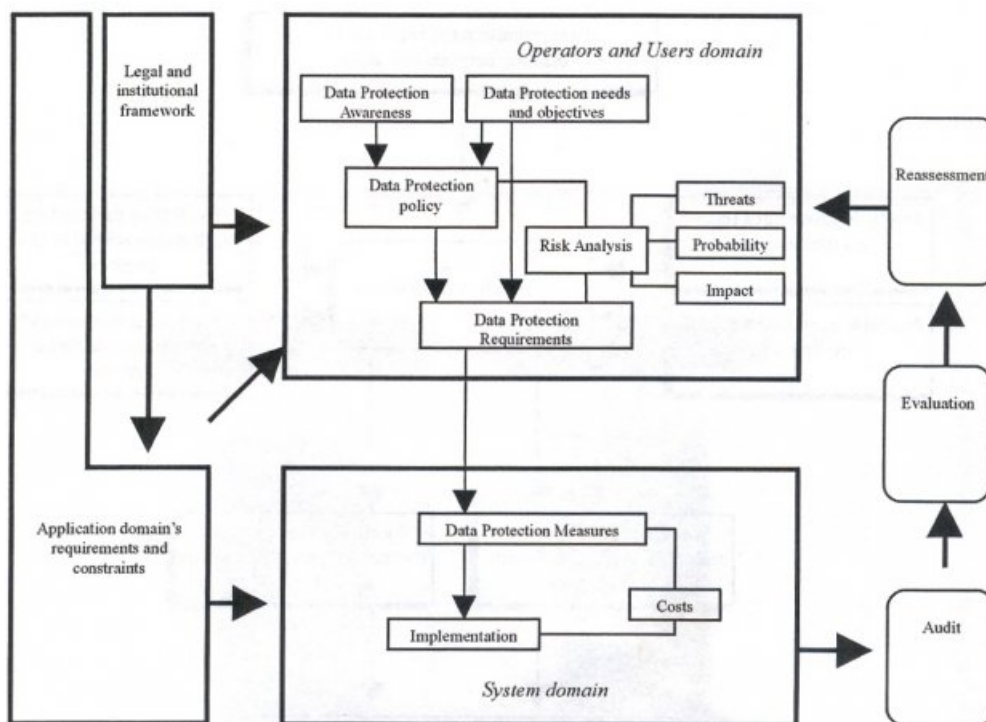 Legal and
institutional
framework
Operators and Users domain
Data Protection
Awareness
Data Protection needs
and objectives
Data Protection
policy
Threats
Risk Analysis
Probability
Impact
Data Protection
Requirements
Reassessment
Evaluation
Application domain's
requirements and
constraints
Data Protection Measures
Costs
Implementation
Audit
System domain